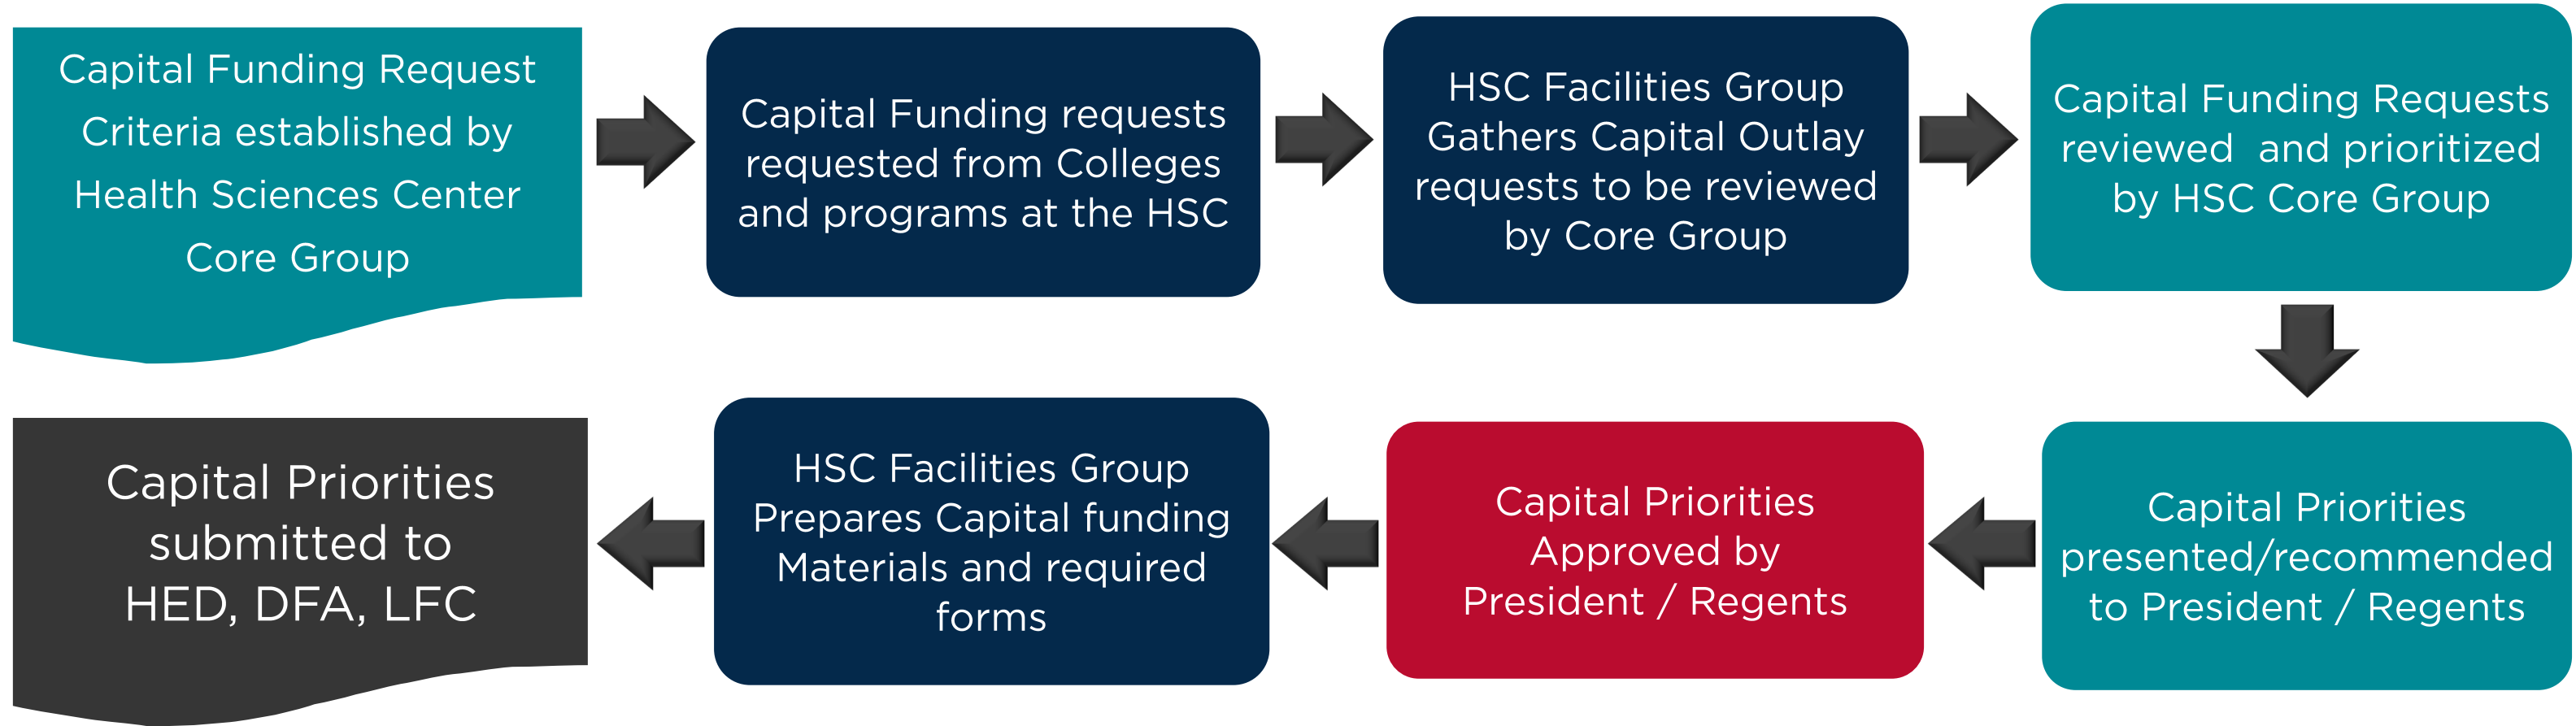 Capital Funding Request
Criteria established by
Health Sciences Center
Core Group
Capital Funding requests
requested from Colleges
and programs at the HSC
HSC Facilities Group
Gathers Capital Outlay
requests to be reviewed
by Core Group
Capital Funding Requests
reviewed  and prioritized
by HSC Core Group
Capital Priorities
presented/recommended
to President / Regents
Capital Priorities
Approved by
President / Regents
HSC Facilities Group
Prepares Capital funding
Materials and required
forms
Capital Priorities
submitted to
HED, DFA, LFC